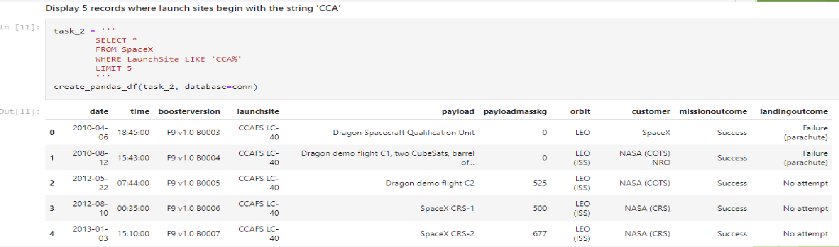 Display 5 records where launch sites begin with the string 'CCA'
In [11]:
task_2 = '''
SELECT *
FROM SpaceX
WHERE LaunchSite LIKE 'CCA%'
LIMIT 5
'''
create_pandas_df(task_2, database=conn)
Out[11]:
date time boosterversion launchsite payload payloadmasskg orbit customer missionoutcome landingoutcome
0 2010-04-06 18:45:00 F9 v1.0 B0003 CCAFS LC-40 Dragon Spacecraft Qualification Unit 0 LEO SpaceX Success Failure (parachute)
1 2010-08-12 15:43:00 F9 v1.0 B0004 CCAFS LC-40 Dragon demo flight C1, two CubeSats, barrel of... 0 LEO (ISS) NASA (COTS) NRO Success Failure (parachute)
2 2012-05-22 07:44:00 F9 v1.0 B0005 CCAFS LC-40 Dragon demo flight C2 525 LEO (ISS) NASA (COTS) Success No attempt
3 2012-08-10 00:35:00 F9 v1.0 B0006 CCAFS LC-40 SpaceX CRS-1 500 LEO (ISS) NASA (CRS) Success No attempt
4 2013-01-03 15:10:00 F9 v1.0 B0007 CCAFS LC-40 SpaceX CRS-2 677 LEO (ISS) NASA (CRS) Success No attempt